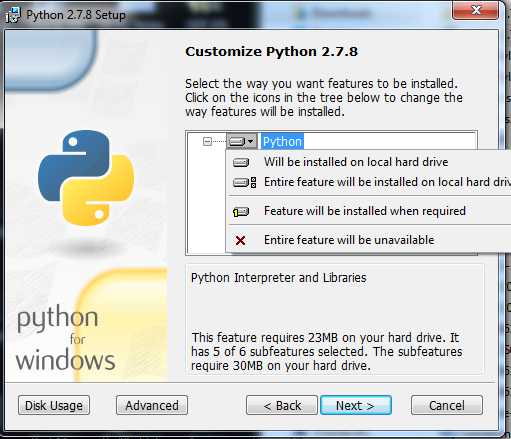 Python 2.7.8 Setup
Customize Python 2.7.8
Select the way you want features to be installed.
Click on the icons in the tree below to change the
way features will be installed.
Python
Will be installed on local hard drive
Entire feature will be installed on local hard driv
Feature will be installed when required
Entire feature will be unavailable
Python Interpreter and Libraries
This feature requires 23MB on your hard drive. It
has 5 of 6 subfeatures selected. The subfeatures
require 30MB on your hard drive.
python
for
windows
Disk Usage
Advanced
< Back
Next >
Cancel